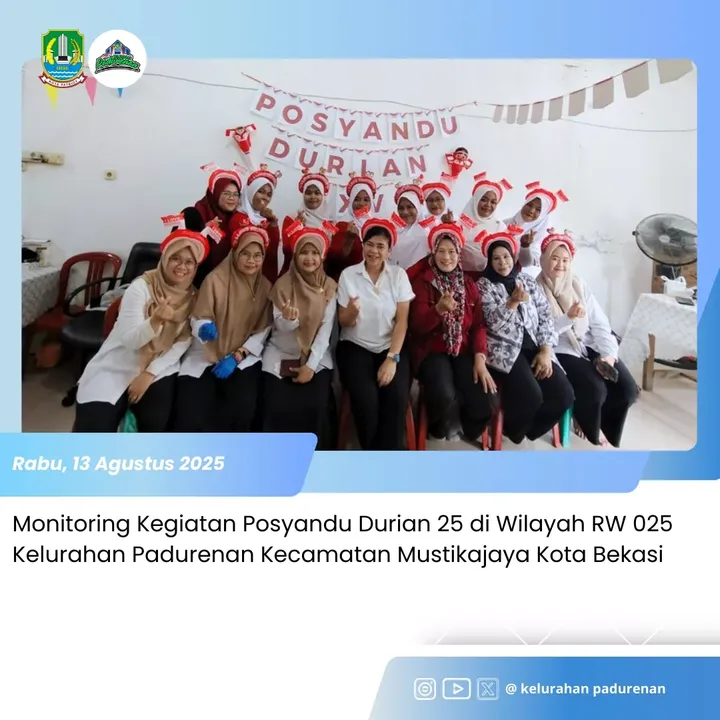 POSYANDU
DURIAN
XXV
Rabu, 13 Agustus 2025
Monitoring Kegiatan Posyandu Durian 25 di Wilayah RW 025
Kelurahan Padurenan Kecamatan Mustikajaya Kota Bekasi
@ kelurahan padurenan